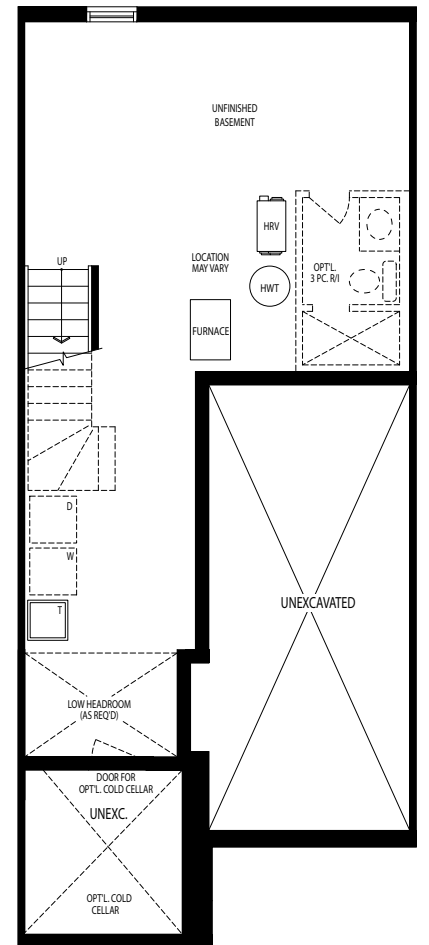 UNFINISHED
BASEMENT
HRV
UP
LOCATION
MAY VARY
OPT'L.
3 PC. R/I
HWT
FURNACE
D
W
T
UNEXCAVATED
LOW HEADROOM
(AS REQ'D)
DOOR FOR
OPT'L. COLD CELLAR
UNEXC.
OPT'L. COLD
CELLAR